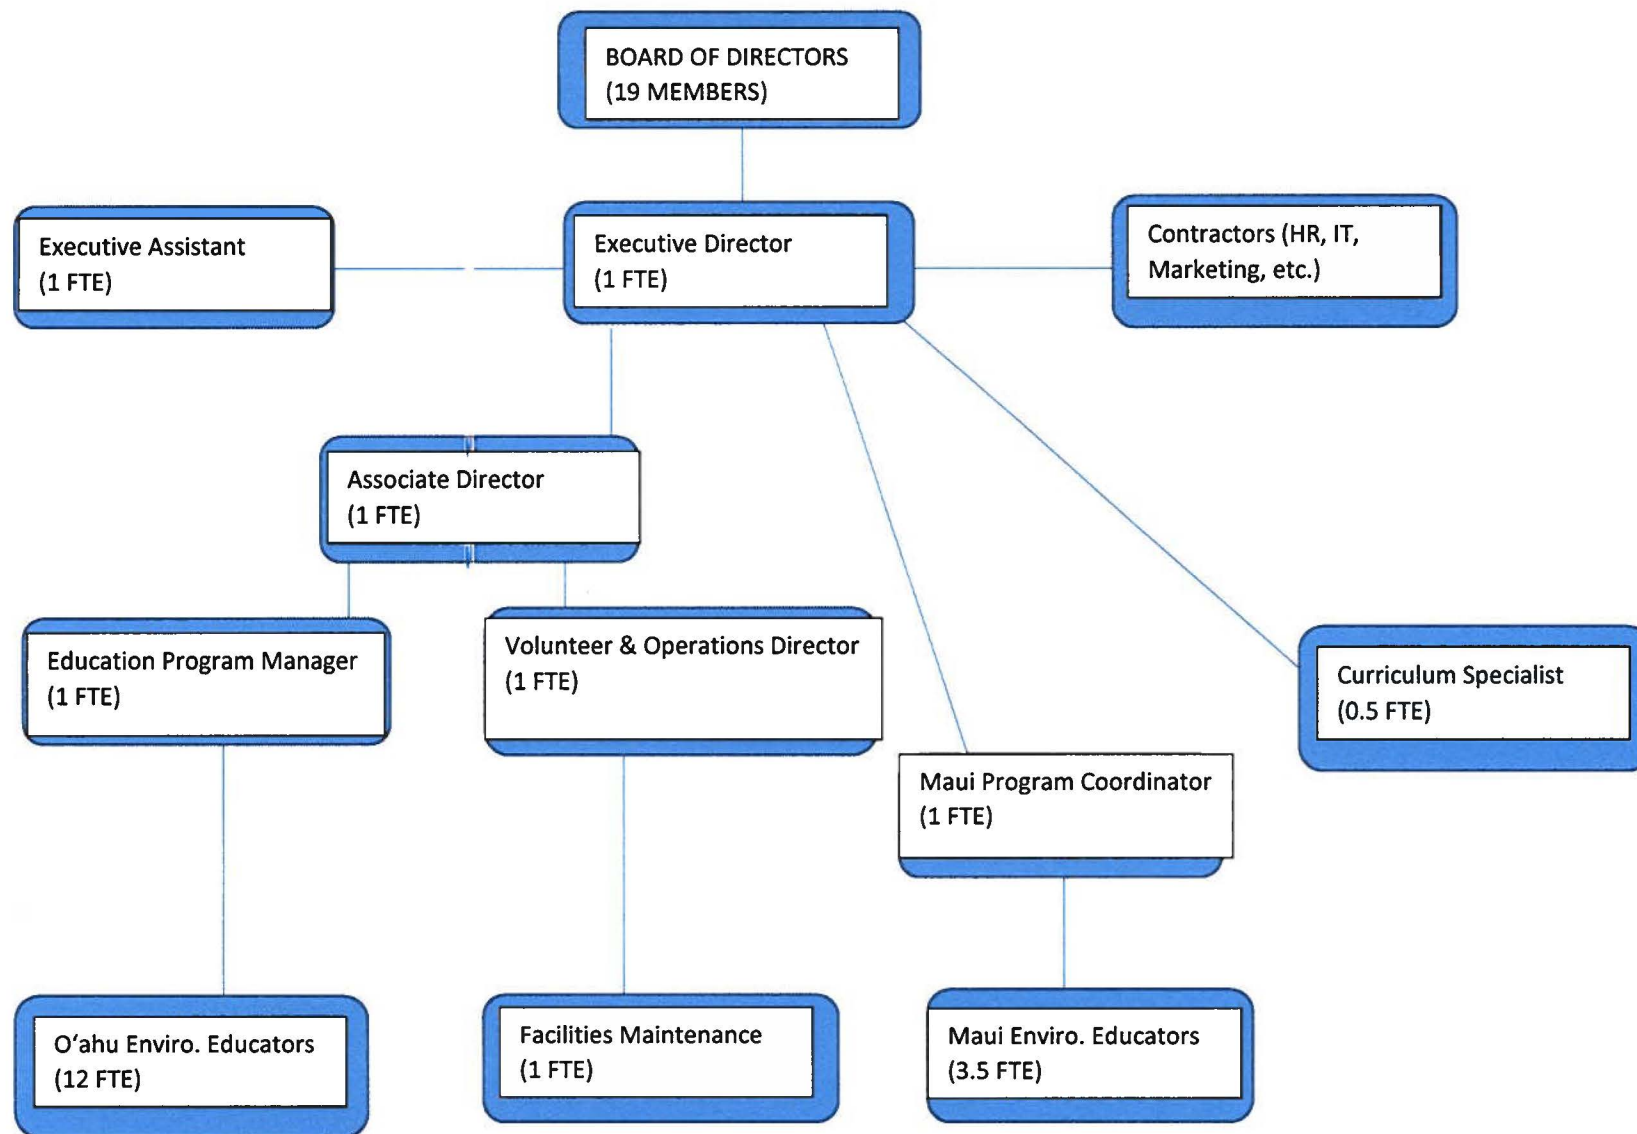 BOARD OF DIRECTORS
(19 MEMBERS)
Executive Assistant
(1 FTE)
Executive Director
(1 FTE)
Contractors (HR, IT,
Marketing, etc.)
Associate Director
(1 FTE)
Education Program Manager
(1 FTE)
Volunteer & Operations Director
(1 FTE)
Curriculum Specialist
(0.5 FTE)
Maui Program Coordinator
(1 FTE)
Oʻahu Enviro. Educators
(12 FTE)
Facilities Maintenance
(1 FTE)
Maui Enviro. Educators
(3.5 FTE)